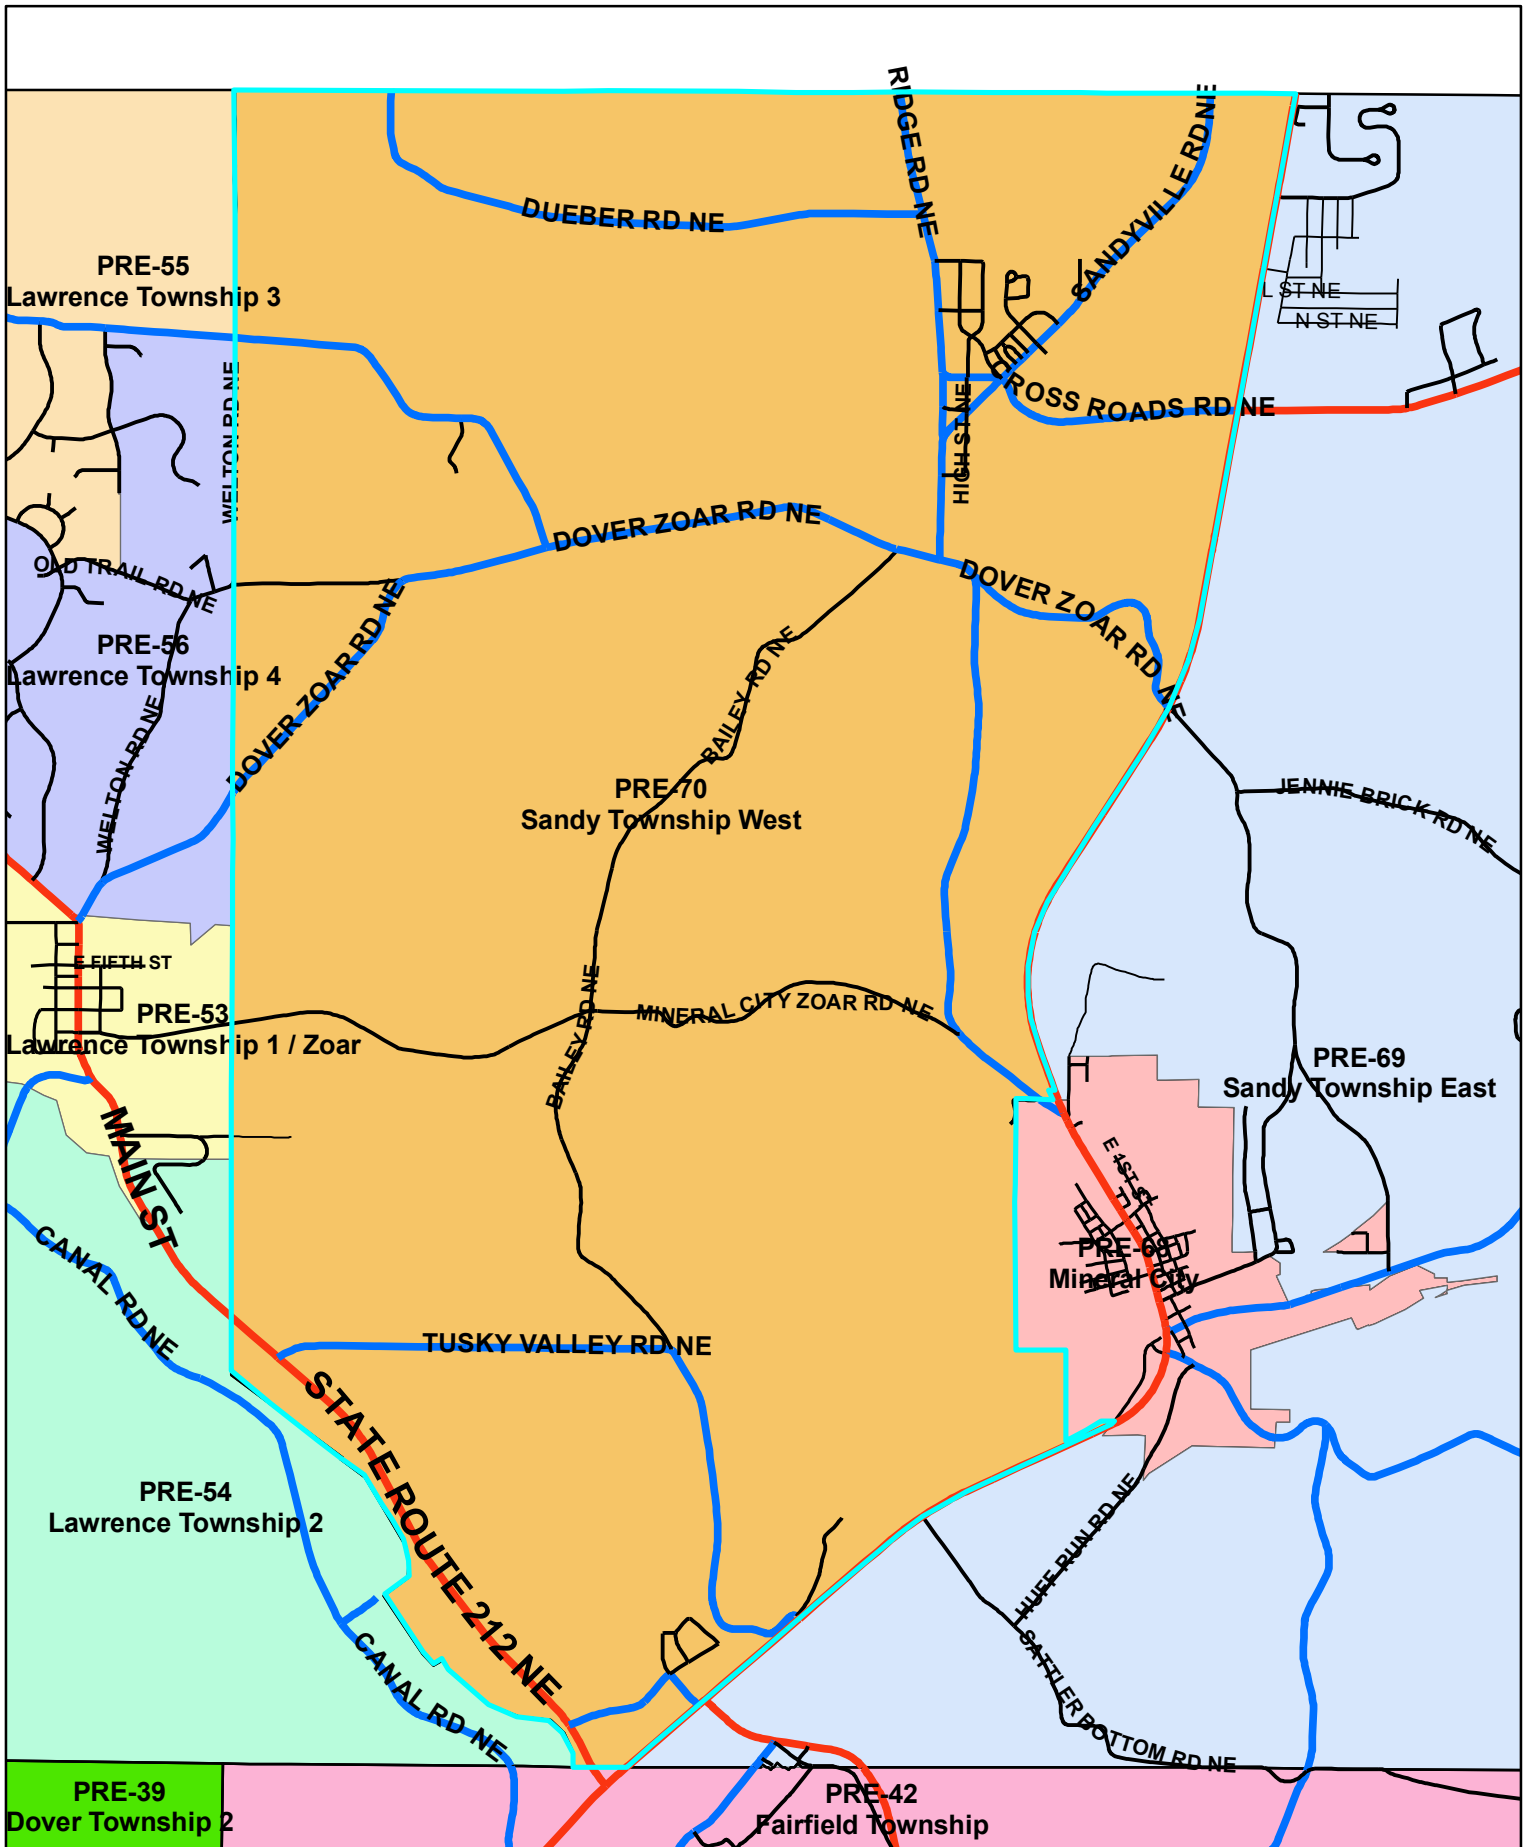 RIDGE RD NE
SANDYVILLE RD NE
DUEBER RD NE
PRE-55
Lawrence Township 3
L ST NE
N ST NE
WELTON RD NE
CROSS ROADS RD NE
HIGH ST NE
DOVER ZOAR RD NE
OLD TRAIL RD NE
DOVER ZOAR RD NE
PRE-56
Lawrence Township 4
DOVER ZOAR RD NE
BAILEY RD NE
WELTON RD NE
PRE-70
Sandy Township West
JENNIE BRICK RD NE
E FIFTH ST
PRE-53
Lawrence Township 1 / Zoar
MINERAL CITY ZOAR RD NE
BAILEY RD NE
BAILEY RD NE
PRE-69
Sandy Township East
MAIN ST
E 1ST ST
CANAL RD NE
PRE-68
Mineral City
TUSKY VALLEY RD NE
STATE ROUTE 212 NE
PRE-54
Lawrence Township 2
HUFF RUN RD NE
SATTLER BOTTOM RD NE
CANAL RD NE
PRE-39
Dover Township 2
PRE-42
Fairfield Township